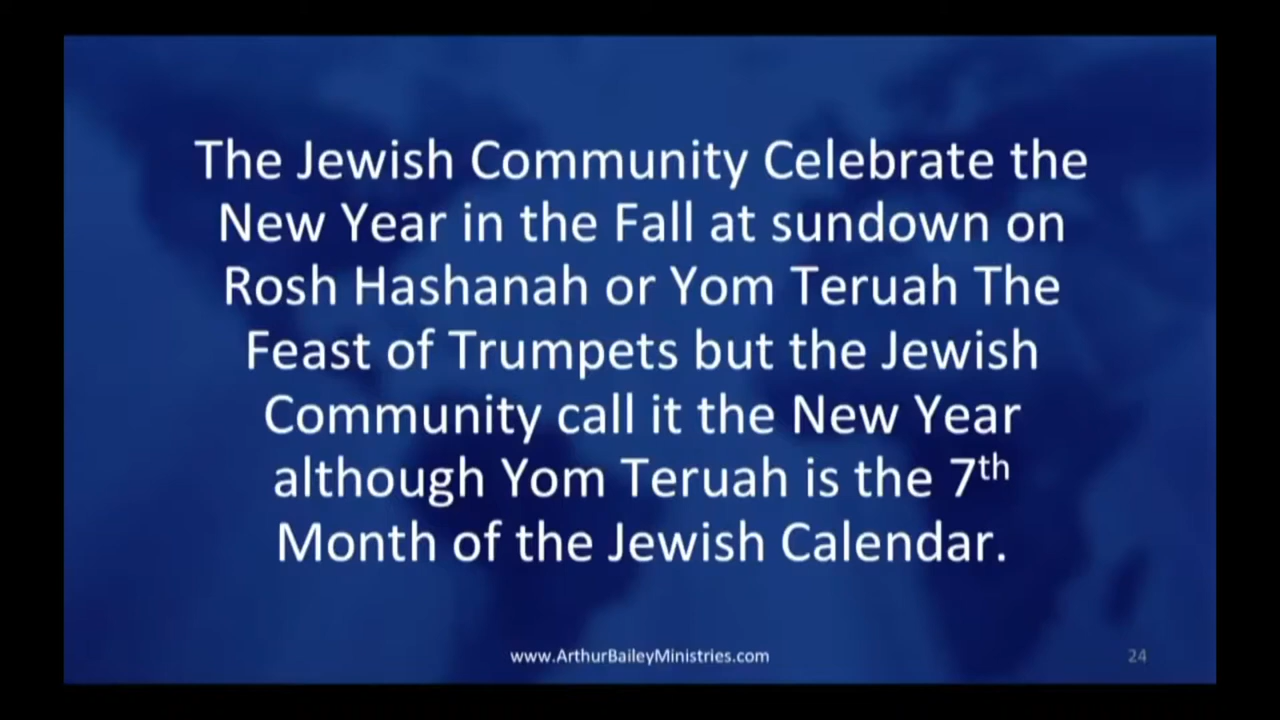 The Jewish Community Celebrate the
New Year in the Fall at sundown on
Rosh Hashanah or Yom Teruah The
Feast of Trumpets but the Jewish
Community call it the New Year
although Yom Teruah is the 7th
Month of the Jewish Calendar.
www.ArthurBaileyMinistries.com
24